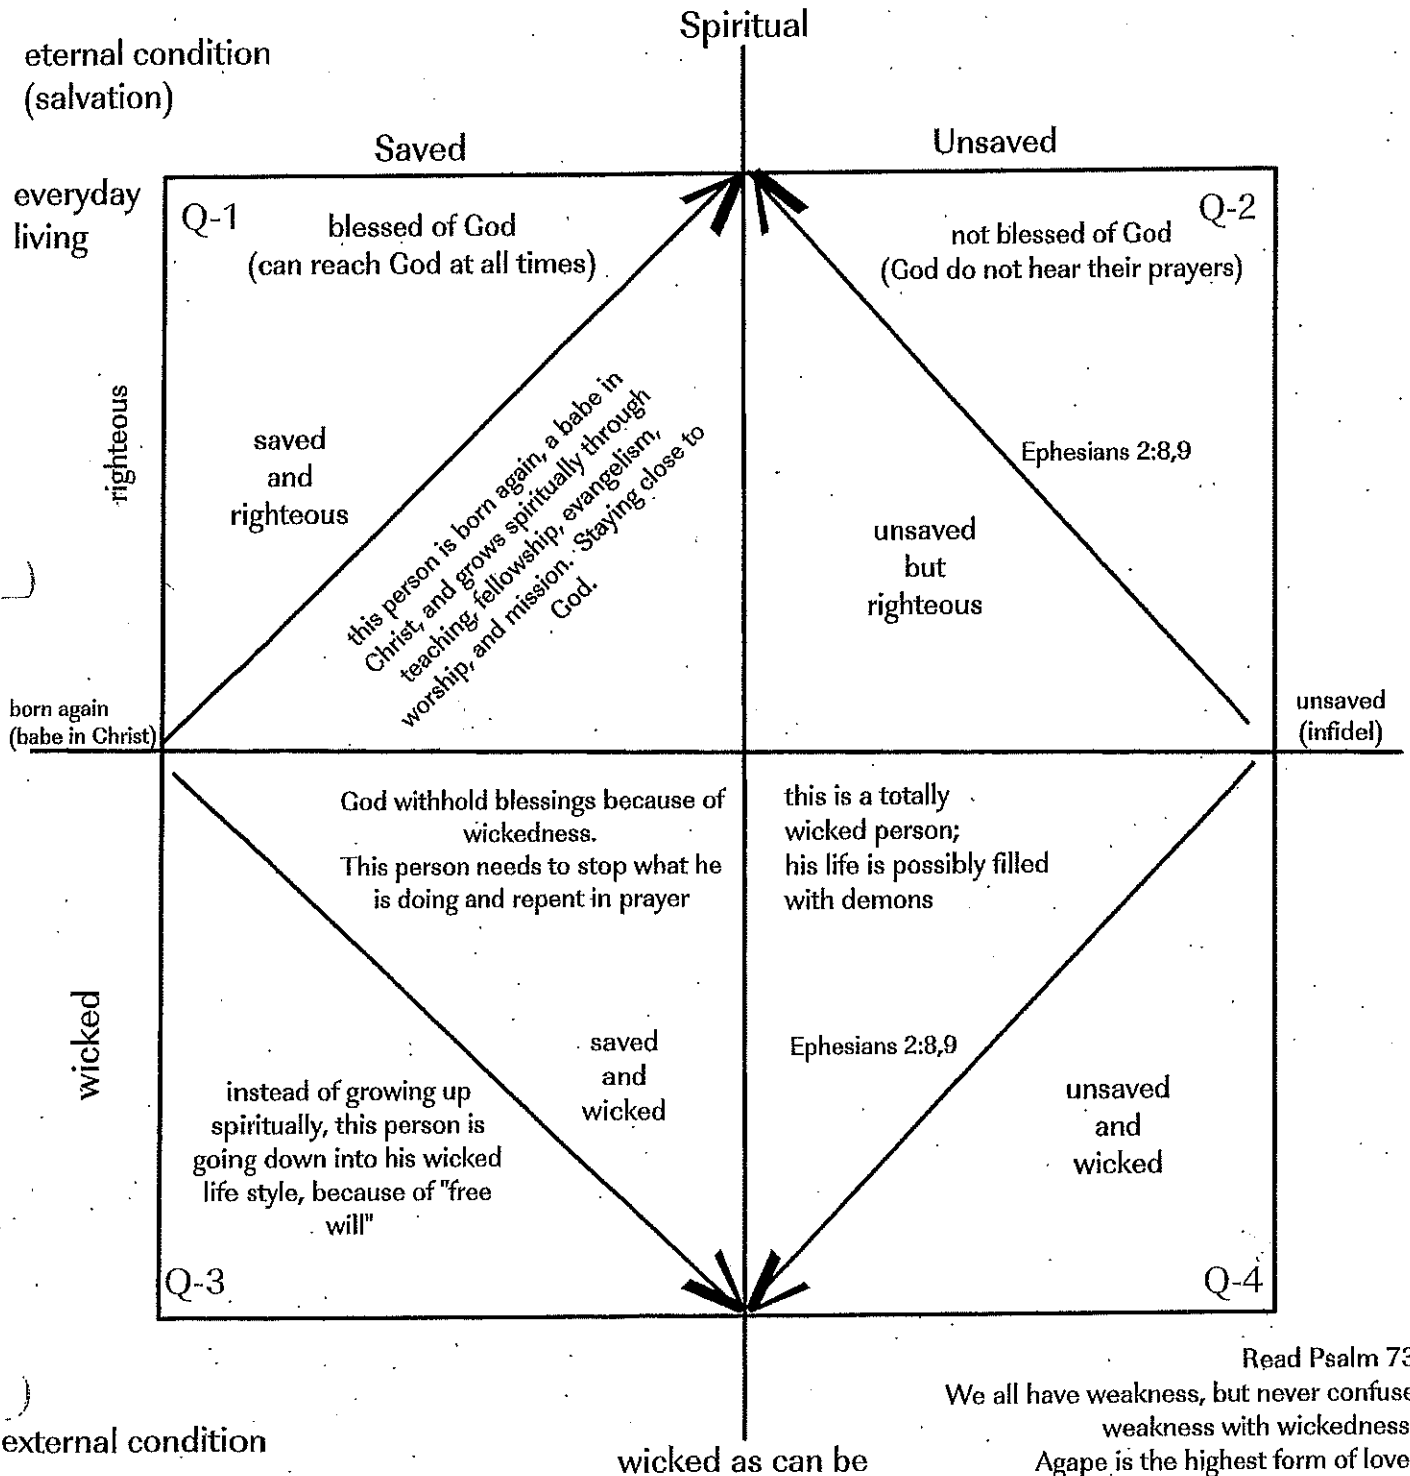 Spiritual
eternal condition
(salvation)
Saved
Unsaved
everyday
living
Q-1
blessed of God
(can reach God at all times)
Q-2
not blessed of God
(God do not hear their prayers)
righteous
saved
and
righteous
this person is born again, a babe in
Christ, and grows spiritually through
teaching, fellowship, evangelism,
worship, and mission. Staying close to
God.
Ephesians 2:8,9
unsaved
but
righteous
born again
(babe in Christ)
unsaved
(infidel)
God withhold blessings because of
wickedness.
This person needs to stop what he
is doing and repent in prayer
this is a totally
wicked person;
his life is possibly filled
with demons
wicked
saved
and
wicked
Ephesians 2:8,9
instead of growing up
spiritually, this person is
going down into his wicked
life style, because of "free
will"
unsaved
and
wicked
Q-3
Q-4
Read Psalm 73
We all have weakness, but never confuse
weakness with wickedness
Agape is the highest form of love
external condition
wicked as can be